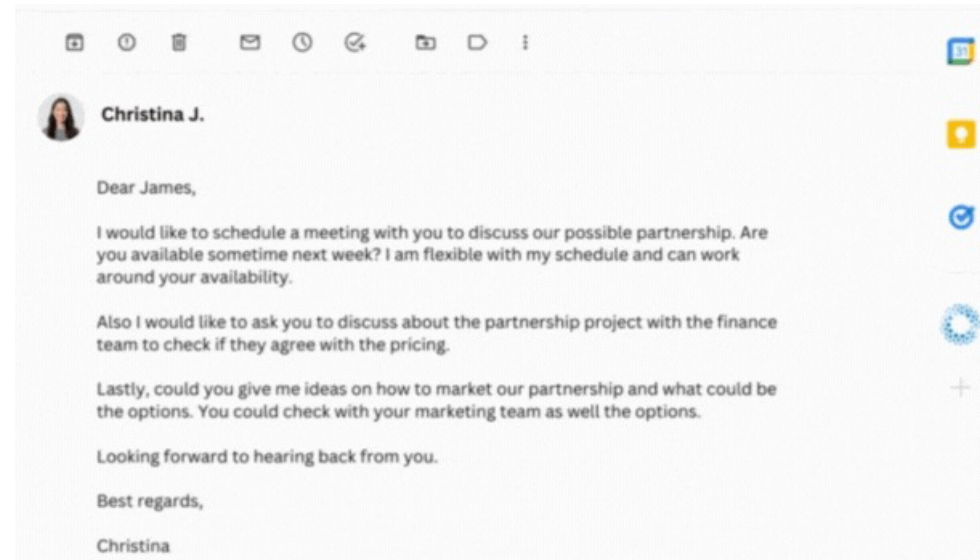 Christina J.
Dear James,
I would like to schedule a meeting with you to discuss our possible partnership. Are
you available sometime next week? I am flexible with my schedule and can work
around your availability.
Also I would like to ask you to discuss about the partnership project with the finance
team to check if they agree with the pricing.
Lastly, could you give me ideas on how to market our partnership and what could be
the options. You could check with your marketing team as well the options.
Looking forward to hearing back from you.
Best regards,
Christina
31